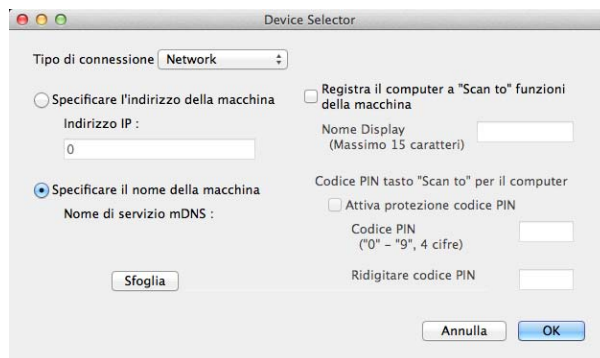 Device Selector
Tipo di connessione Network
Specificare l'indirizzo della macchina
Indirizzo IP :
0
Specificare il nome della macchina
Nome di servizio mDNS :
Sfoglia
Registra il computer a "Scan to" funzioni
della macchina
Nome Display
(Massimo 15 caratteri)
Codice PIN tasto "Scan to" per il computer
Attiva protezione codice PIN
Codice PIN
("0" - "9", 4 cifre)
Ridigitare codice PIN
Annulla
OK